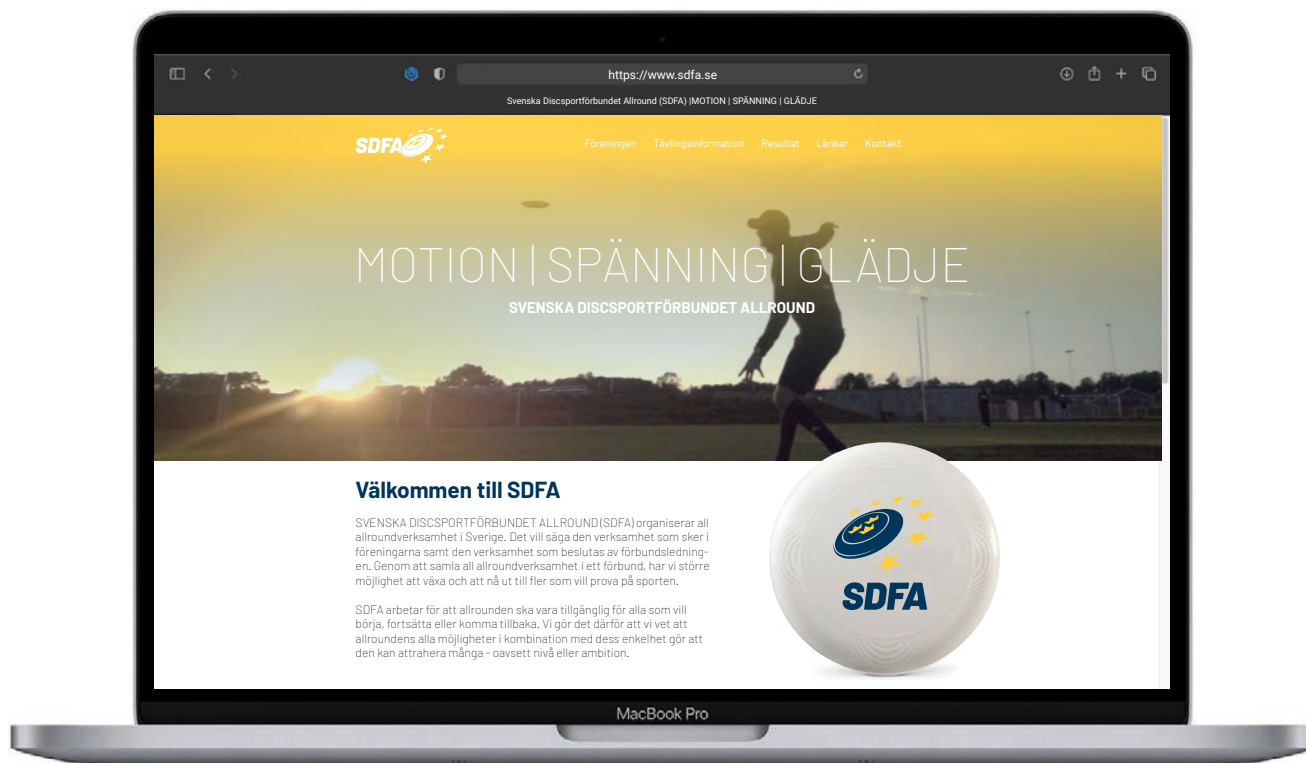 https://www.sdfa.se
Svenska Discsportförbundet Allround (SDFA) |MOTION | SPÄNNING | GLÄDJE
SDFA
Föreningen Tävlingsinformation Resultat Länkar Kontakt
MOTION | SPÄNNING | GLÄDJE
SVENSKA DISCSPORTFÖRBUNDET ALLROUND
Välkommen till SDFA
SVENSKA DISCSPORTFÖRBUNDET ALLROUND (SDFA) organiserar all
allroundverksamhet i Sverige. Det vill säga den verksamhet som sker i
föreningarna samt den verksamhet som beslutas av förbundsledning-
en. Genom att samla all allroundverksamhet i ett förbund, har vi större
möjlighet att växa och att nå ut till fler som vill prova på sporten.
SDFA arbetar för att allrounden ska vara tillgänglig för alla som vill
börja, fortsätta eller komma tillbaka. Vi gör det därför att vi vet att
allroundens alla möjligheter i kombination med dess enkelhet gör att
den kan attrahera många - oavsett nivå eller ambition.
SDFA
MacBook Pro